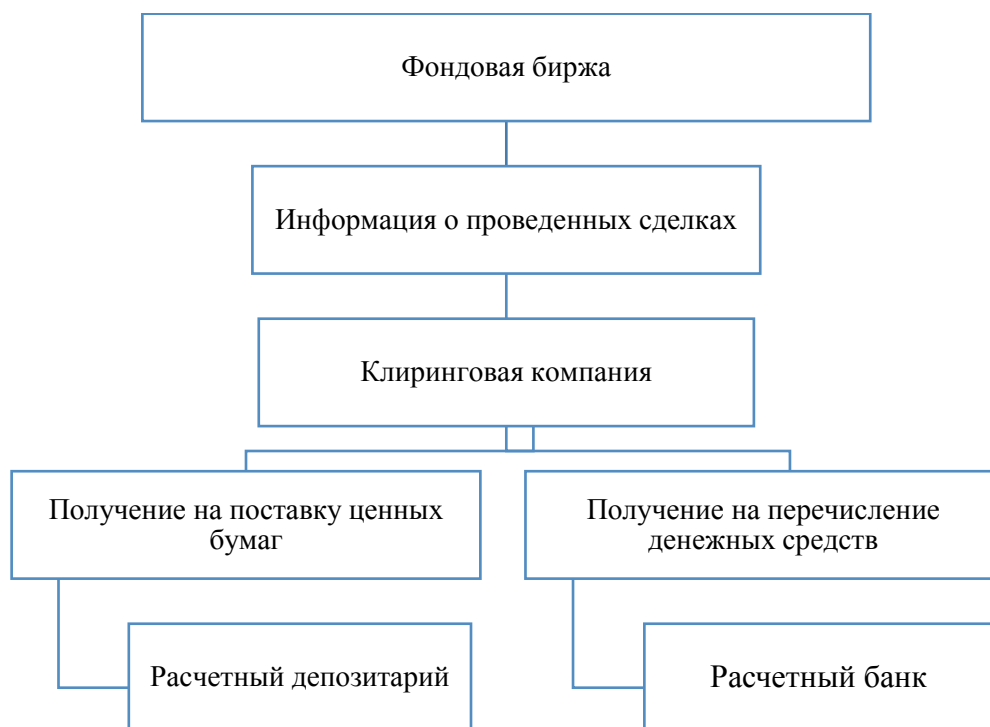 Фондовая биржа
Информация о проведенных сделках
Клиринговая компания
Получение на поставку ценных
бумаг
Получение на перечисление
денежных средств
Расчетный депозитарий
Расчетный банк